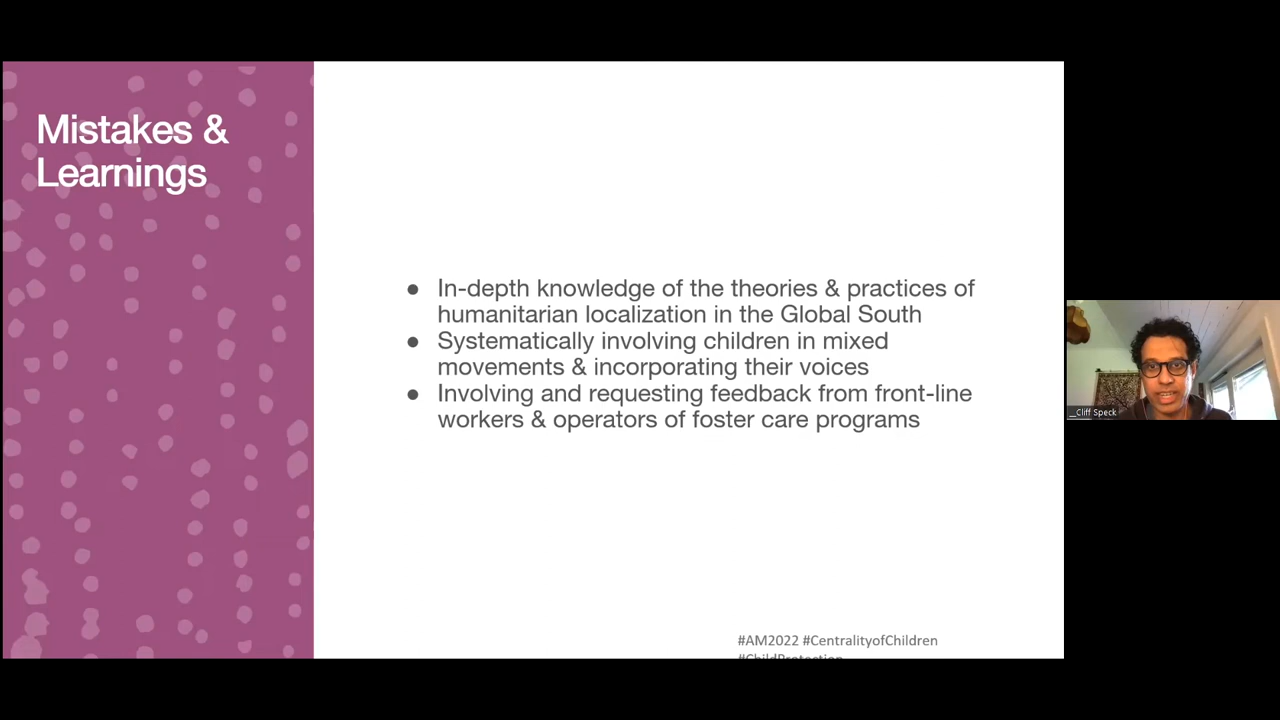 Mistakes &
Learnings
● In-depth knowledge of the theories & practices of
humanitarian localization in the Global South
● Systematically involving children in mixed
movements & incorporating their voices
● Involving and requesting feedback from front-line
workers & operators of foster care programs
#AM2022 #CentralityofChildren
#ChildProtection
__Cliff Speck